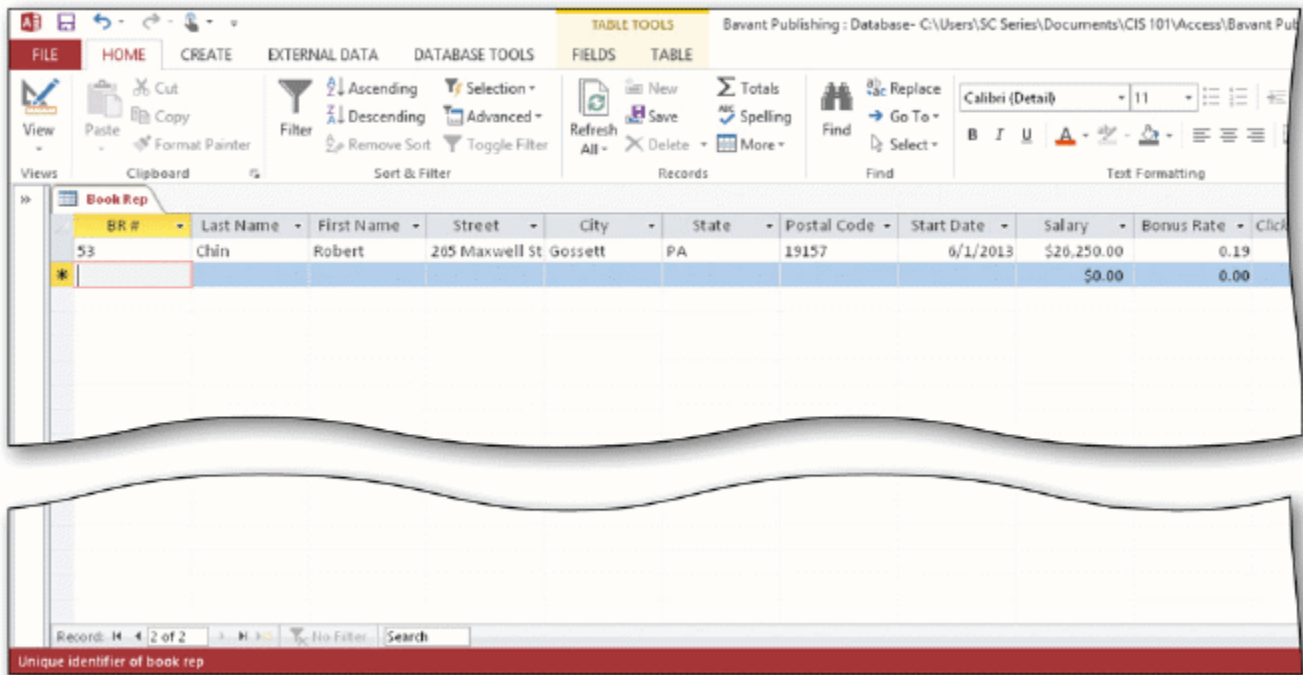 TABLE TOOLS Bavant Publishing : Database- C:\Users\SC Series\Documents\CIS 101\Access\Bavant Pub
FILE HOME CREATE EXTERNAL DATA DATABASE TOOLS FIELDS TABLE
Cut Ascending Selection New Totals Replace Calibri (Detail) 11
View Paste Copy Filter Descending Advanced Refresh All Save Spelling Find Go To B I U A
Format Painter Remove Sort Toggle Filter Delete More Select
Views Clipboard Sort & Filter Records Find Text Formatting
Book Rep
BR # Last Name First Name Street City State Postal Code Start Date Salary Bonus Rate Click
53 Chin Robert 265 Maxwell St Gossett PA 19157 6/1/2013 $26,250.00 0.19
* $0.00 0.00
Record: 2 of 2 No Filter Search
Unique identifier of book rep